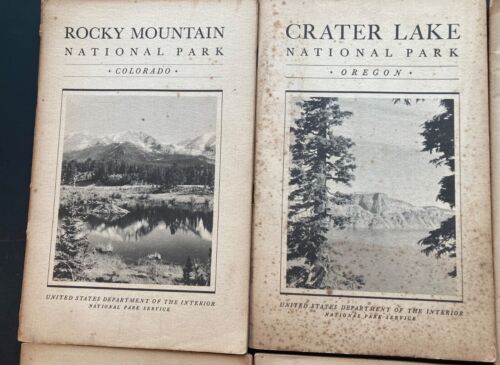 ROCKY MOUNTAIN
NATIONAL PARK
· COLORADO ·
UNITED STATES DEPARTMENT OF THE INTERIOR
NATIONAL PARK SERVICE
CRATER LAKE
NATIONAL PARK
· OREGON ·
UNITED STATES DEPARTMENT OF THE INTERIOR
NATIONAL PARK SERVICE